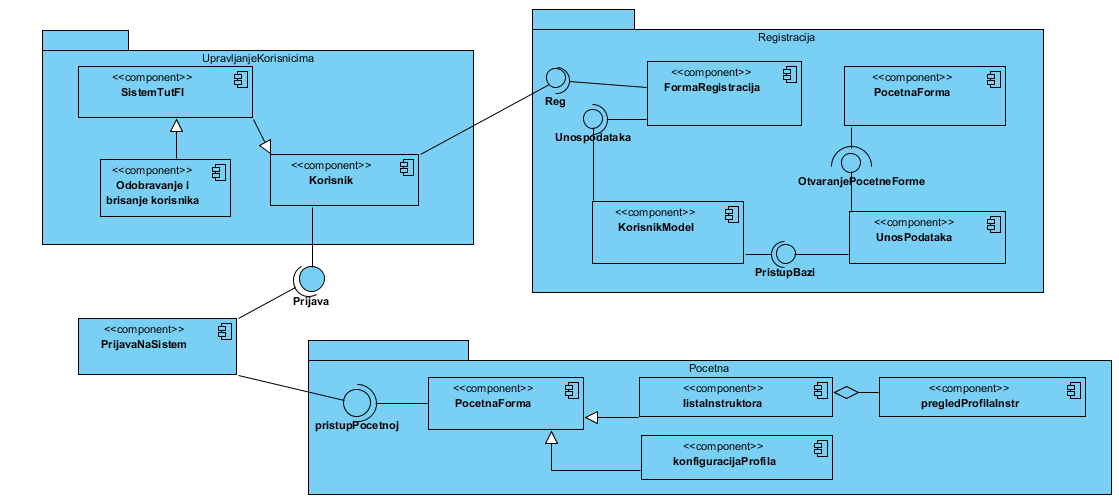 UpravljanjeKorisnicima
<<component>>
SistemTutFI
<<component>>
Odobravanje i
brisanje korisnika
<<component>>
Korisnik
Registracija
Reg
<<component>>
FormaRegistracija
<<component>>
PocetnaForma
Unospodataka
OtvaranjePocetneForme
<<component>>
KorisnikModel
<<component>>
UnosPodataka
PristupBazi
Prijava
<<component>>
PrijavaNaSistem
Pocetna
pristupPocetnoj
<<component>>
PocetnaForma
<<component>>
listaInstruktora
<<component>>
pregledProfilaInstr
<<component>>
konfiguracijaProfila